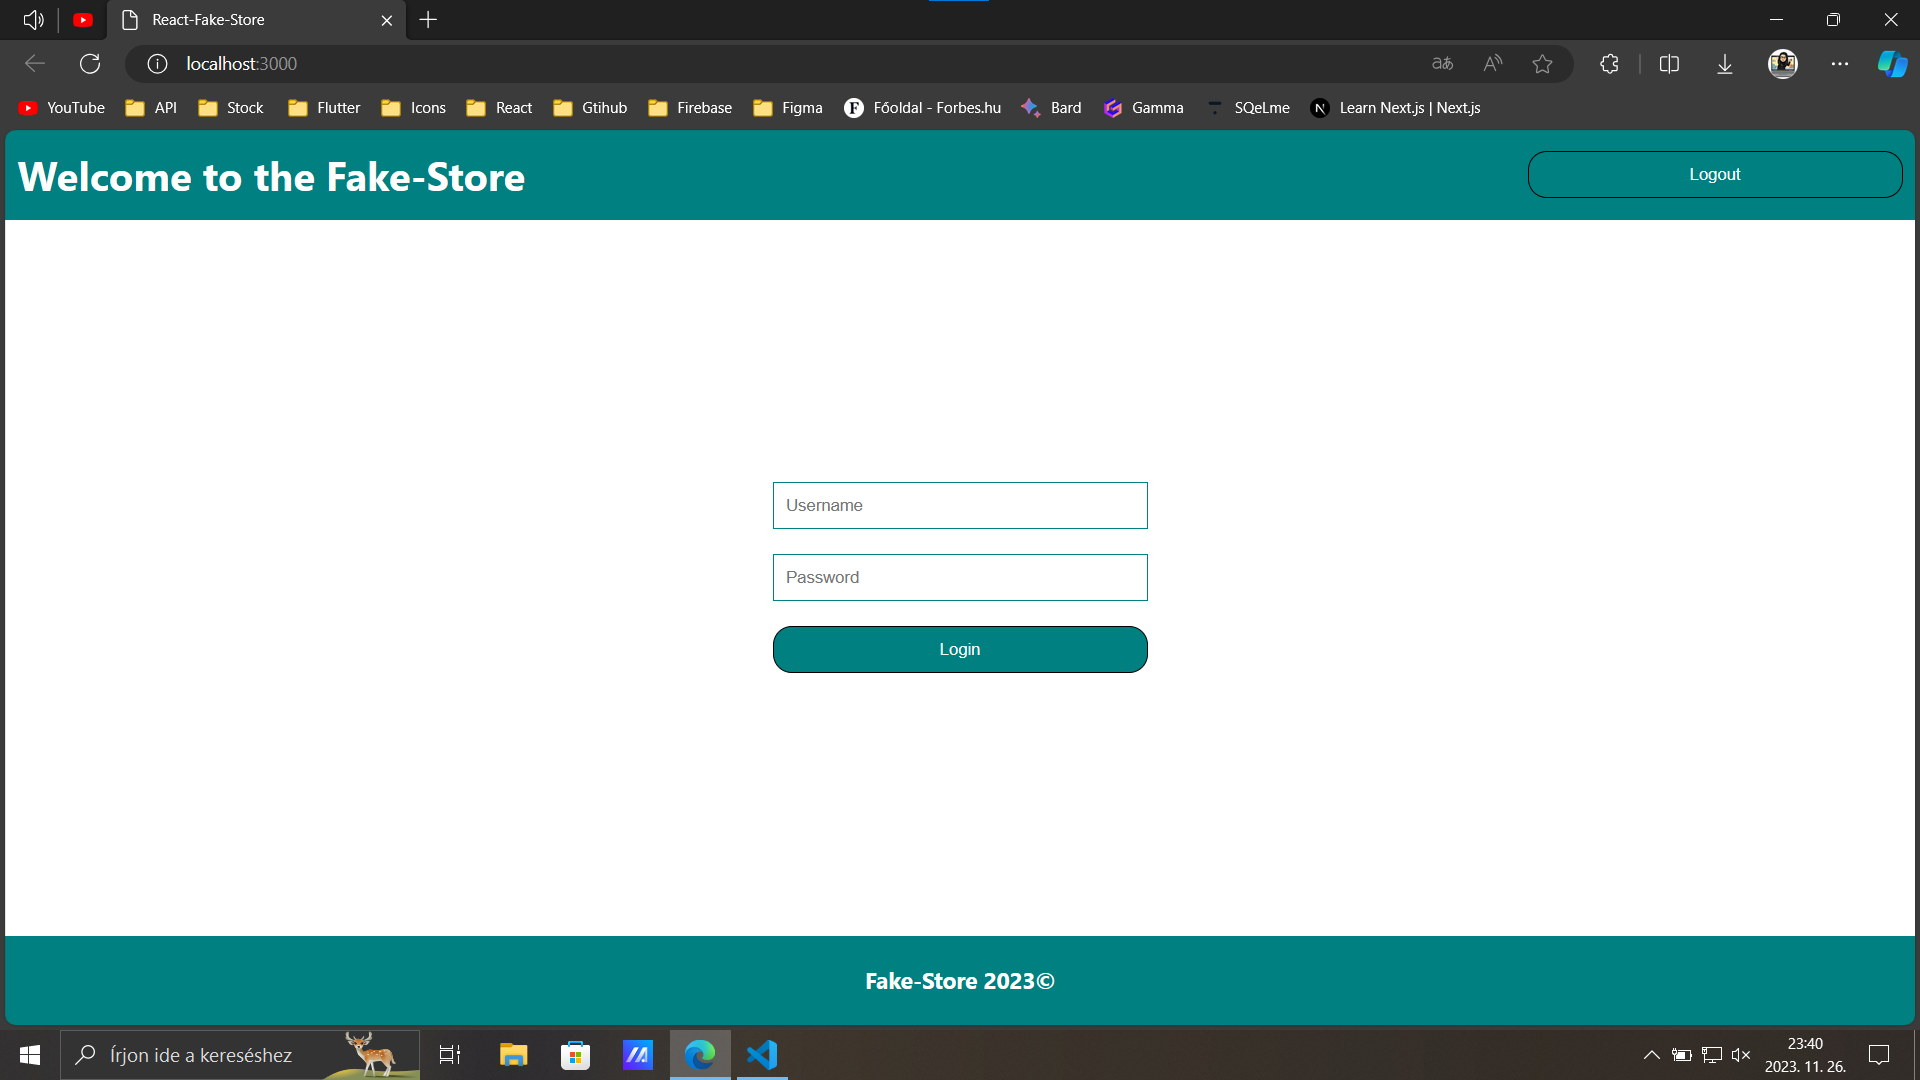 React-Fake-Store
localhost:3000
YouTube API Stock Flutter Icons React Gtihub Firebase Figma Főoldal - Forbes.hu Bard Gamma SQeLme Learn Next.js | Next.js
Welcome to the Fake-Store
Logout
Username
Password
Login
Fake-Store 2023©
Írjon ide a kereséshez
23:40
2023. 11. 26.